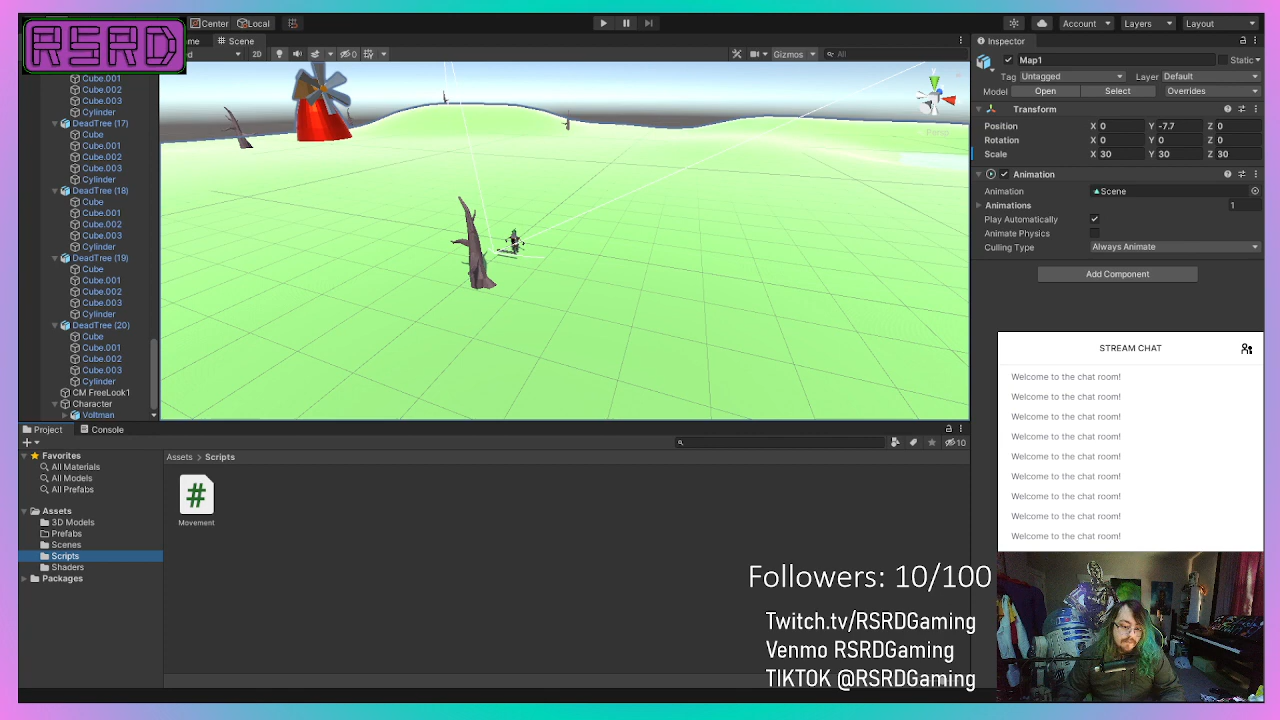 RSRD
Center
Local
Account
Layers
Layout
me
Scene
d
2D
0
Gizmos
All
Y
Persp
Cube.001
Cube.002
Cube.003
Cylinder
DeadTree (17)
Cube
Cube.001
Cube.002
Cube.003
Cylinder
DeadTree (18)
Cube
Cube.001
Cube.002
Cube.003
Cylinder
DeadTree (19)
Cube
Cube.001
Cube.002
Cube.003
Cylinder
DeadTree (20)
Cube
Cube.001
Cube.002
Cube.003
Cylinder
CM FreeLook1
Character
Voltman
Inspector
Map1
Static
Tag Untagged Layer Default
Model Open Select Overrides
Transform
Position X 0 Y -7.7 Z 0
Rotation X 0 Y 0 Z 0
Scale X 30 Y 30 Z 30
Animation
Animation Scene
Animations 1
Play Automatically
Animate Physics
Culling Type Always Animate
Add Component
Project
Console
10
Favorites
All Materials
All Models
All Prefabs
Assets
3D Models
Prefabs
Scenes
Scripts
Shaders
Packages
Assets > Scripts
#
Movement
STREAM CHAT
Welcome to the chat room!
Welcome to the chat room!
Welcome to the chat room!
Welcome to the chat room!
Welcome to the chat room!
Welcome to the chat room!
Welcome to the chat room!
Welcome to the chat room!
Welcome to the chat room!
Followers: 10/100
Twitch.tv/RSRDGaming
Venmo RSRDGaming
TIKTOK @RSRDGaming